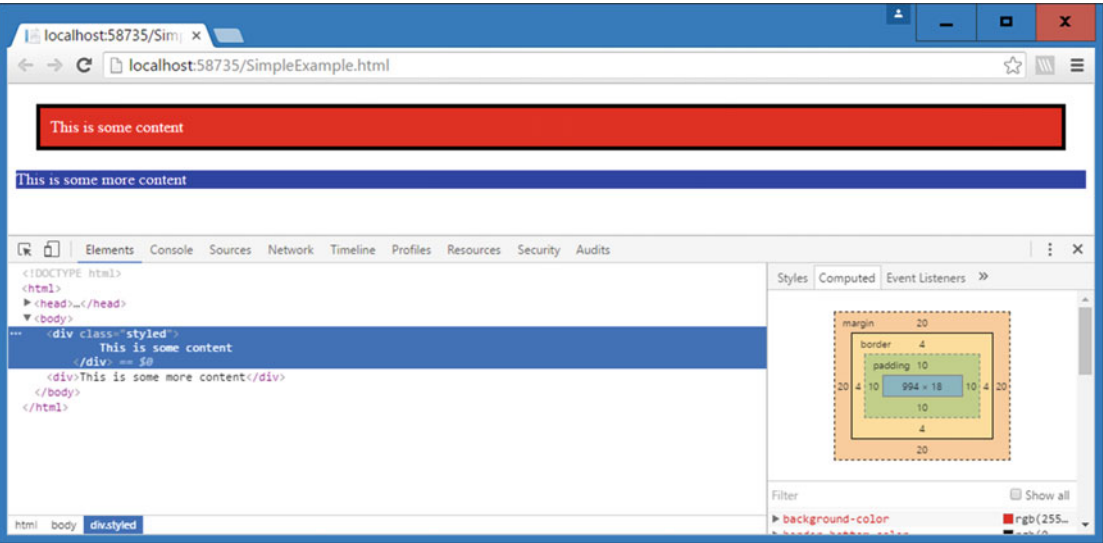 localhost:58735/Sim
localhost:58735/SimpleExample.html
This is some content
This is some more content
Elements Console Sources Network Timeline Profiles Resources Security Audits
<!DOCTYPE html>
<html>
<head>…</head>
<body>
<div class="styled">
This is some content
</div> == $0
<div>This is some more content</div>
</body>
</html>
html body div.styled
Styles Computed Event Listeners »
margin 20
border 4
padding 10
20 4 10 994 × 18 10 4 20
10
4
20
Filter Show all
background-color rgb(255…
border-bottom-color